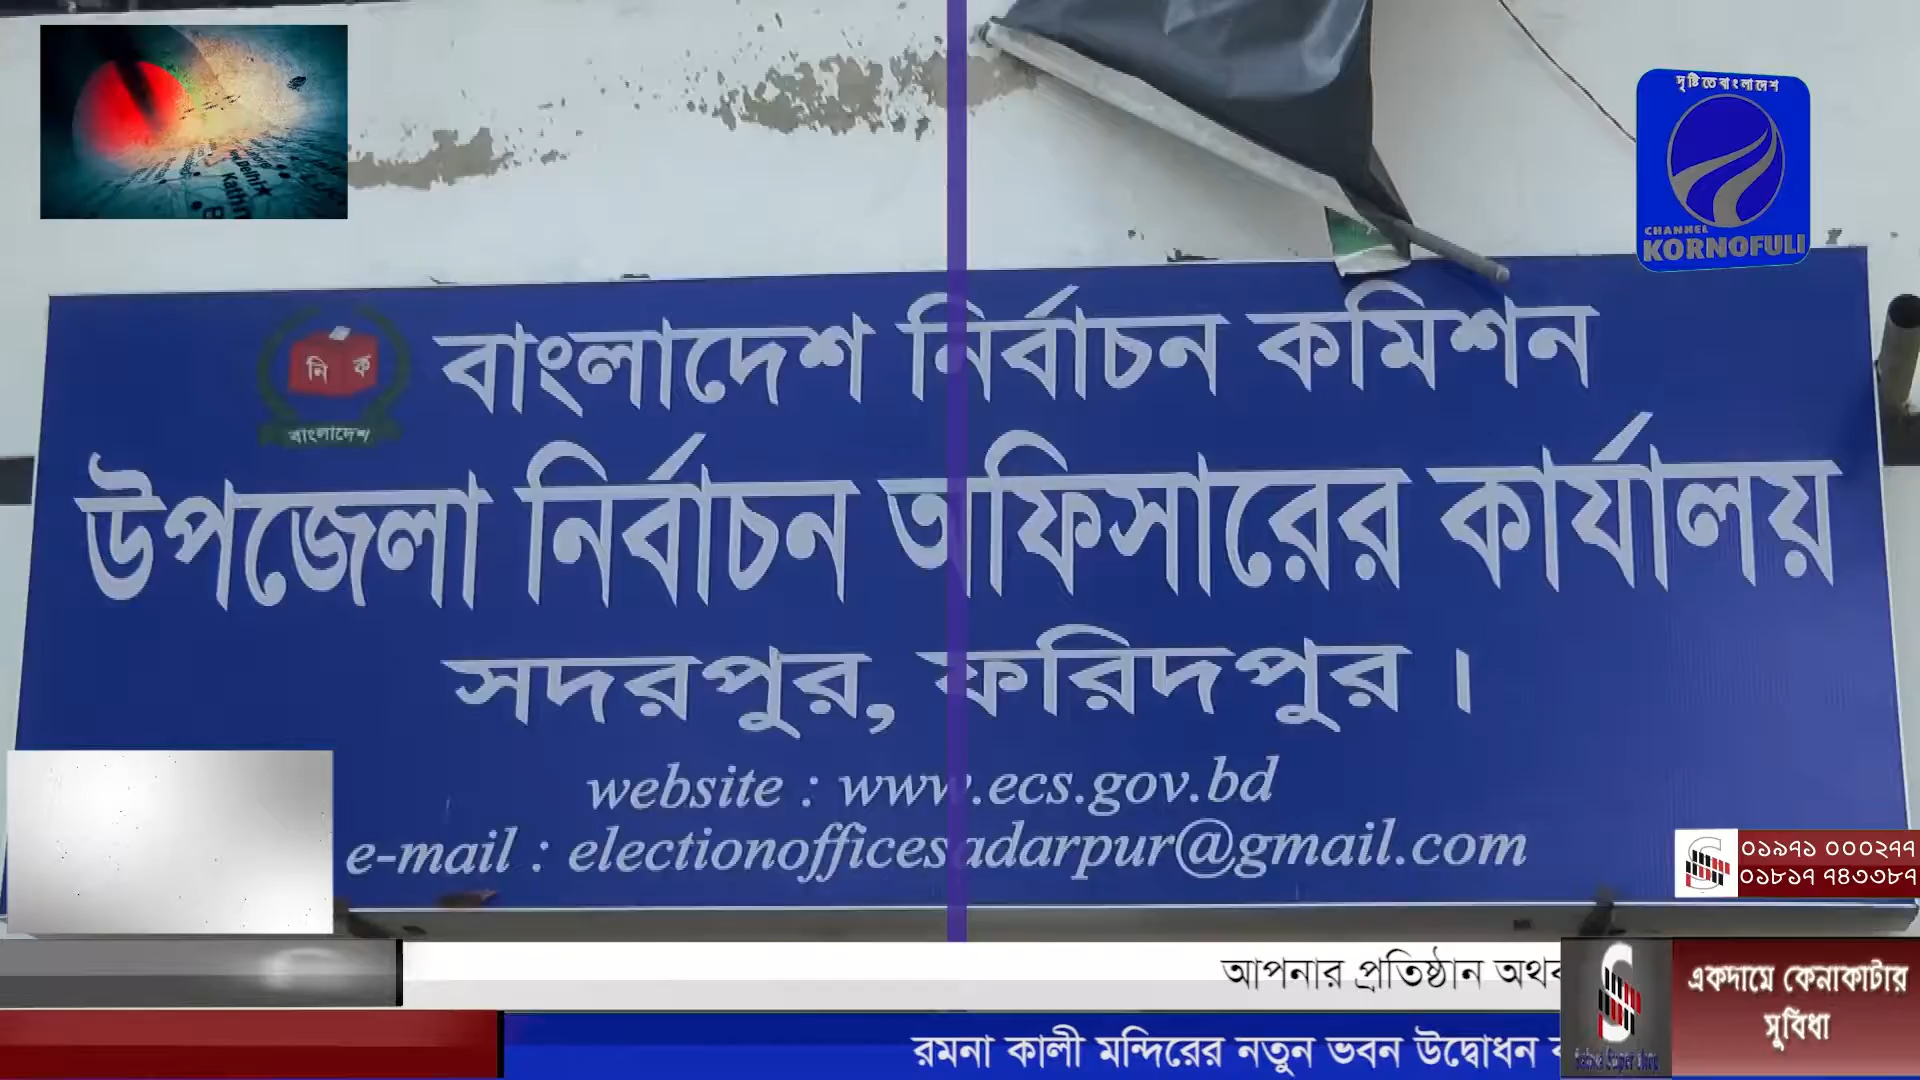 সৃষ্টিতে বাংলাদেশ
CHANNEL
KORNOFULI
Kathm
নি ক
বাংলাদেশ
বাংলাদেশ নির্বাচন কমিশন
উপজেলা নির্বাচন অফিসারের কার্যালয়
সদরপুর, ফরিদপুর।
website : www.ecs.gov.bd
e-mail : electionofficesadarpur@gmail.com
০১৯৭১ ০০০২৭৭
০১৮১৭ ৭৪৩৩৮৭
আপনার প্রতিষ্ঠান
একদামে কেনাকাটার
সুবিধা
রমনা কালী মন্দিরের নতুন ভবন উদ্বোধন